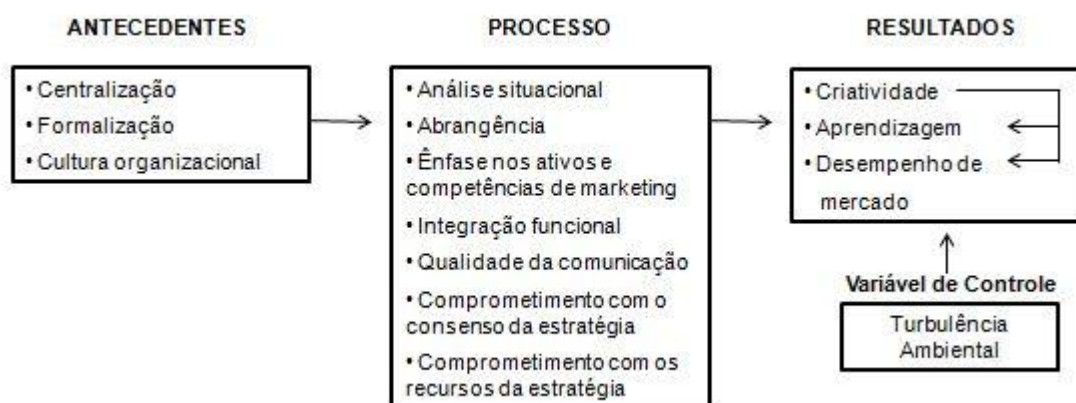 ANTECEDENTES
• Centralização
• Formalização
• Cultura organizacional
PROCESSO
• Análise situacional
• Abrangência
• Ênfase nos ativos e
competências de marketing
• Integração funcional
• Qualidade da comunicação
• Comprometimento com o
consenso da estratégia
• Comprometimento com os
recursos da estratégia
RESULTADOS
• Criatividade
• Aprendizagem
• Desempenho de
mercado
Variável de Controle
Turbulência
Ambiental